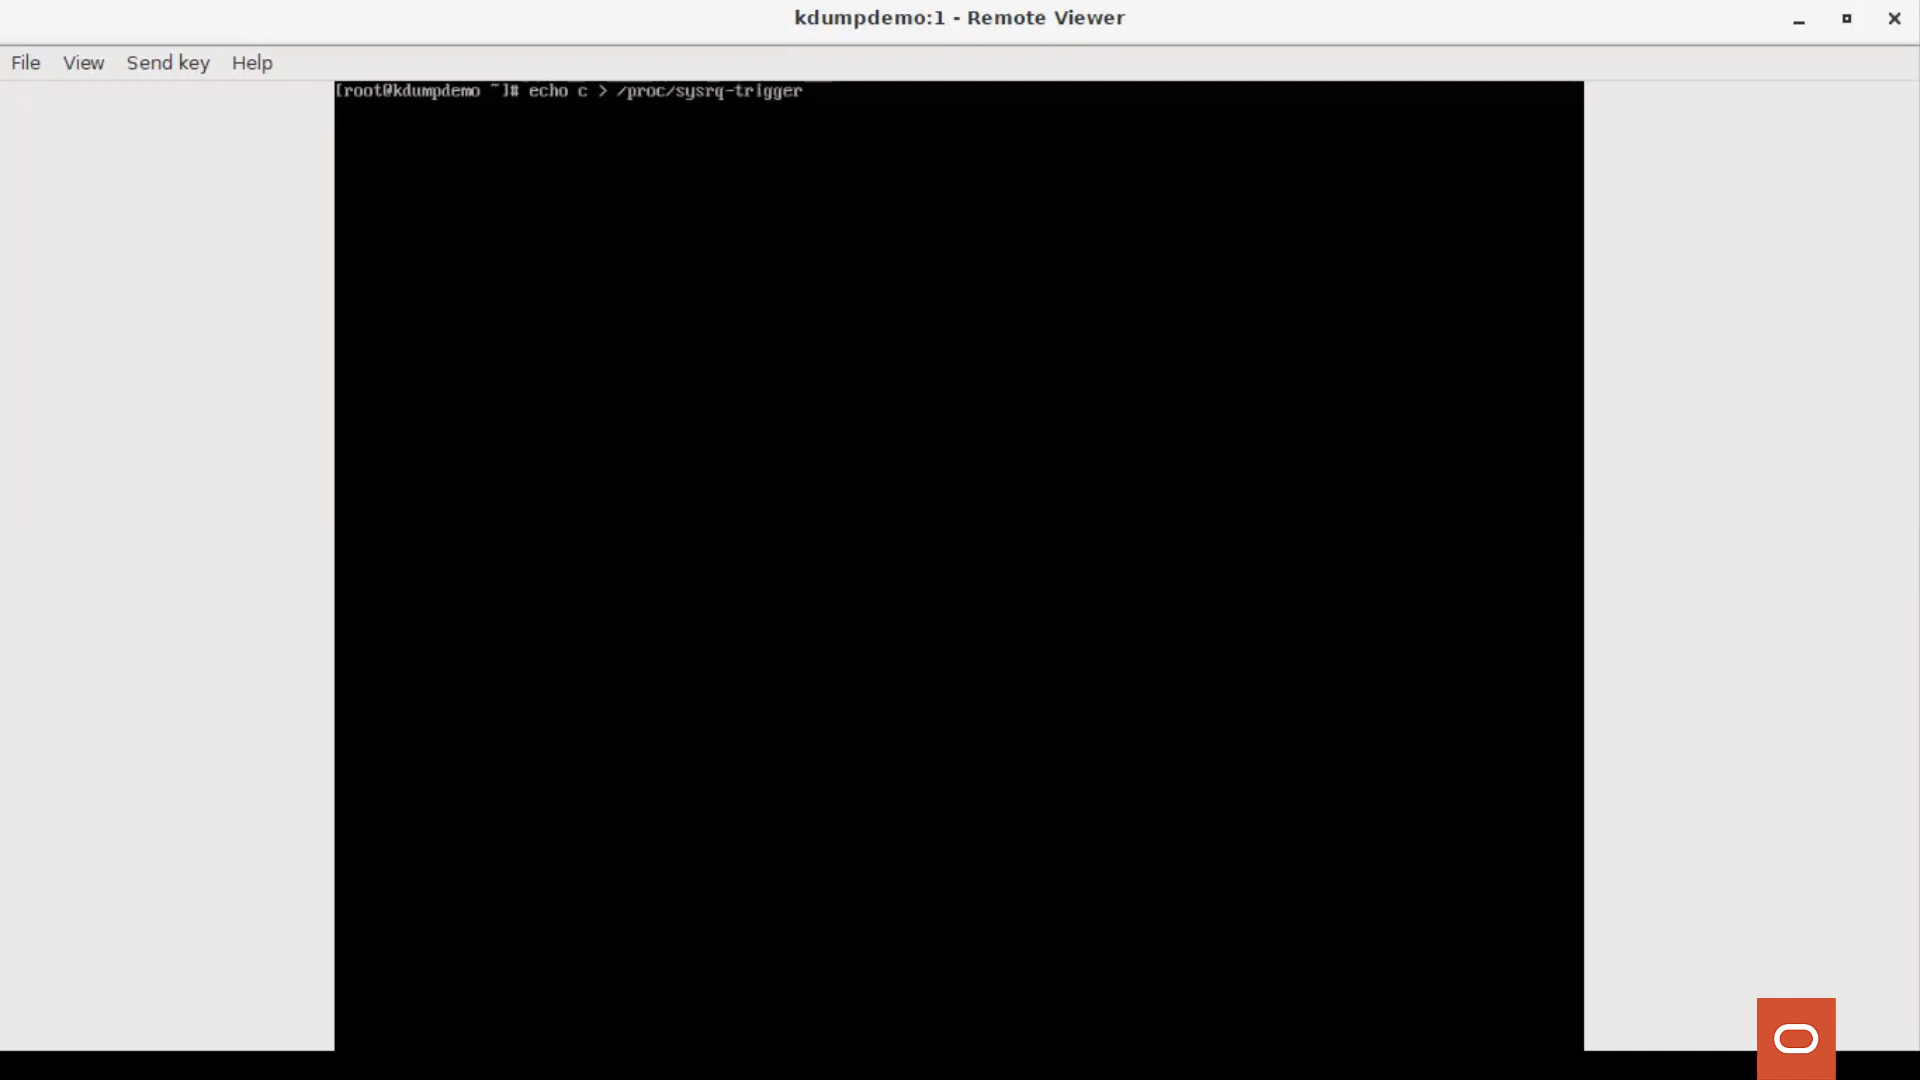 kdumpdemo:1 - Remote Viewer
File View Send key Help
[root@kdumpdemo ~]# echo c > /proc/sysrq-trigger